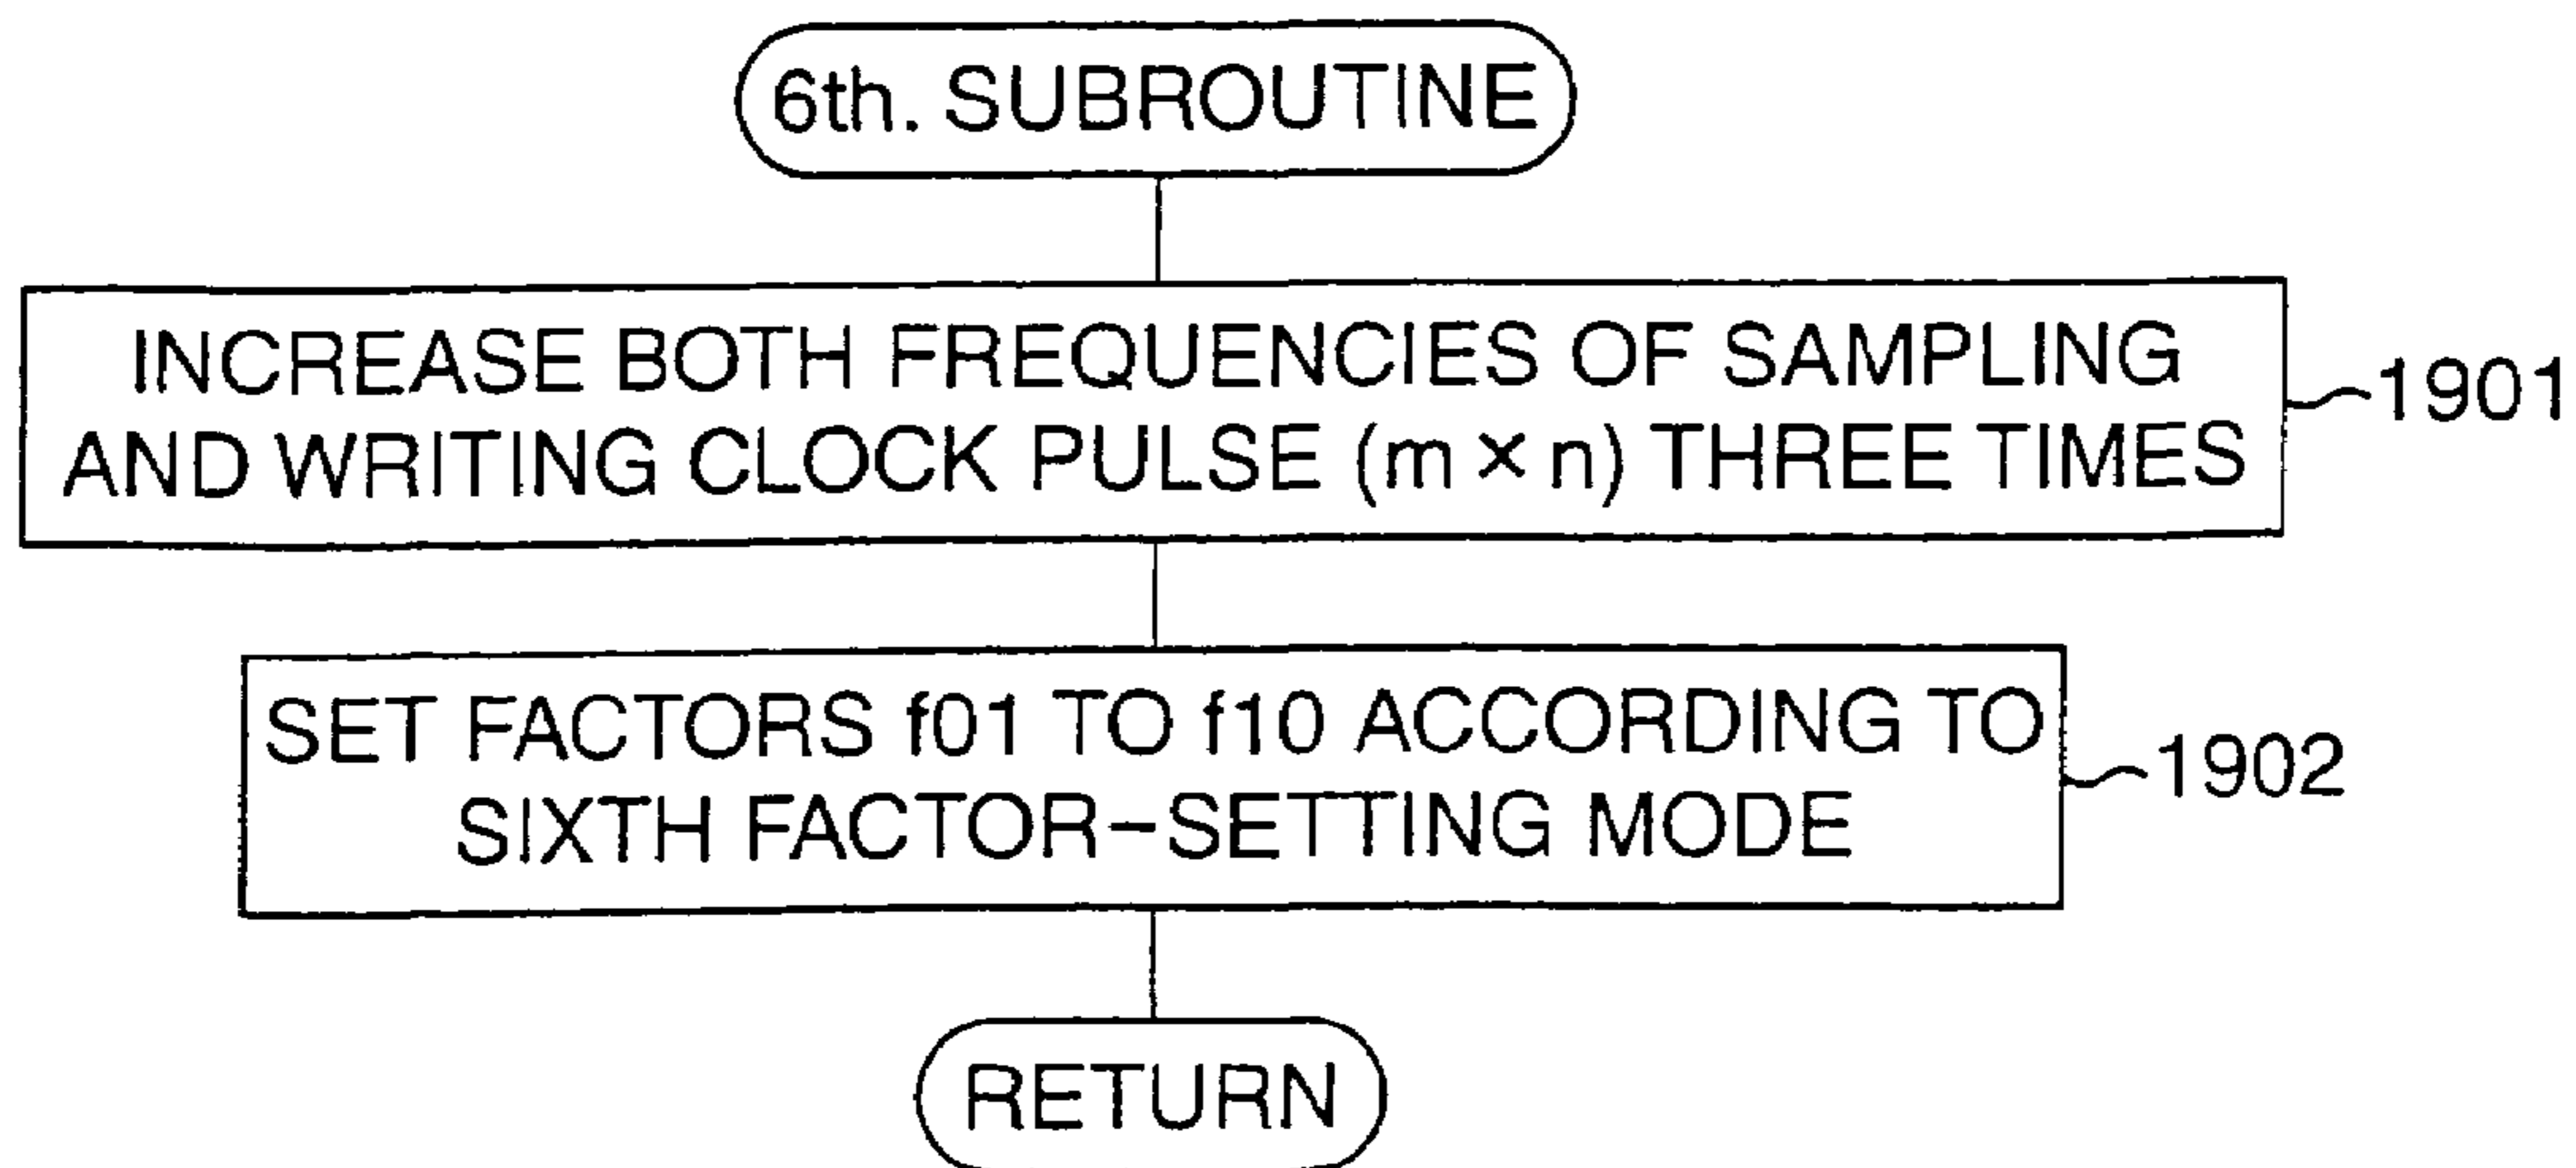 6th. SUBROUTINE
INCREASE BOTH FREQUENCIES OF SAMPLING
AND WRITING CLOCK PULSE (m × n) THREE TIMES
1901
SET FACTORS f01 TO f10 ACCORDING TO
SIXTH FACTOR-SETTING MODE
1902
RETURN